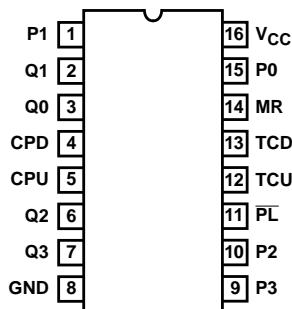 P1 1 16 VCC
Q1 2 15 P0
Q0 3 14 MR
CPD 4 13 TCD
CPU 5 12 TCU
Q2 6 11 P̅L̅
Q3 7 10 P2
GND 8 9 P3